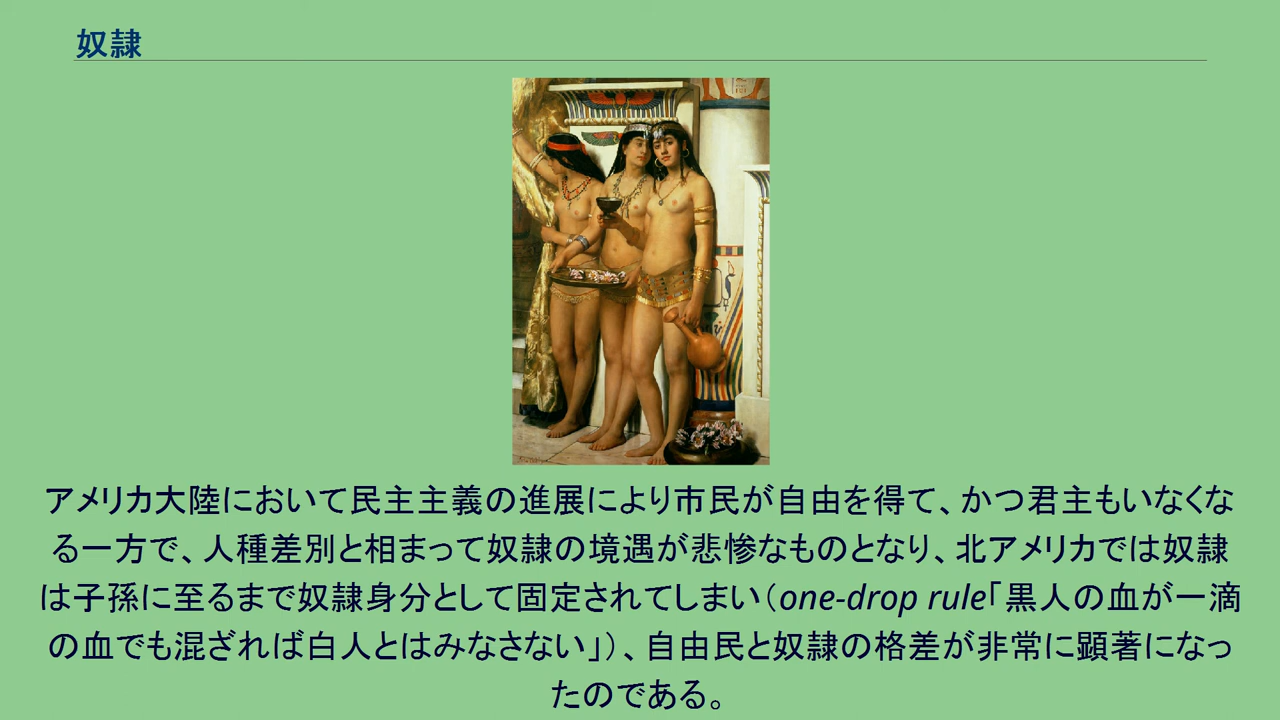 奴隷
アメリカ大陸において民主主義の進展により市民が自由を得て、かつ君主もいなくな
る一方で、人種差別と相まって奴隷の境遇が悲惨なものとなり、北アメリカでは奴隷
は子孫に至るまで奴隷身分として固定されてしまい（one-drop rule「黒人の血が一滴
の血でも混ざれば白人とはみなさない」）、自由民と奴隷の格差が非常に顕著になっ
たのである。